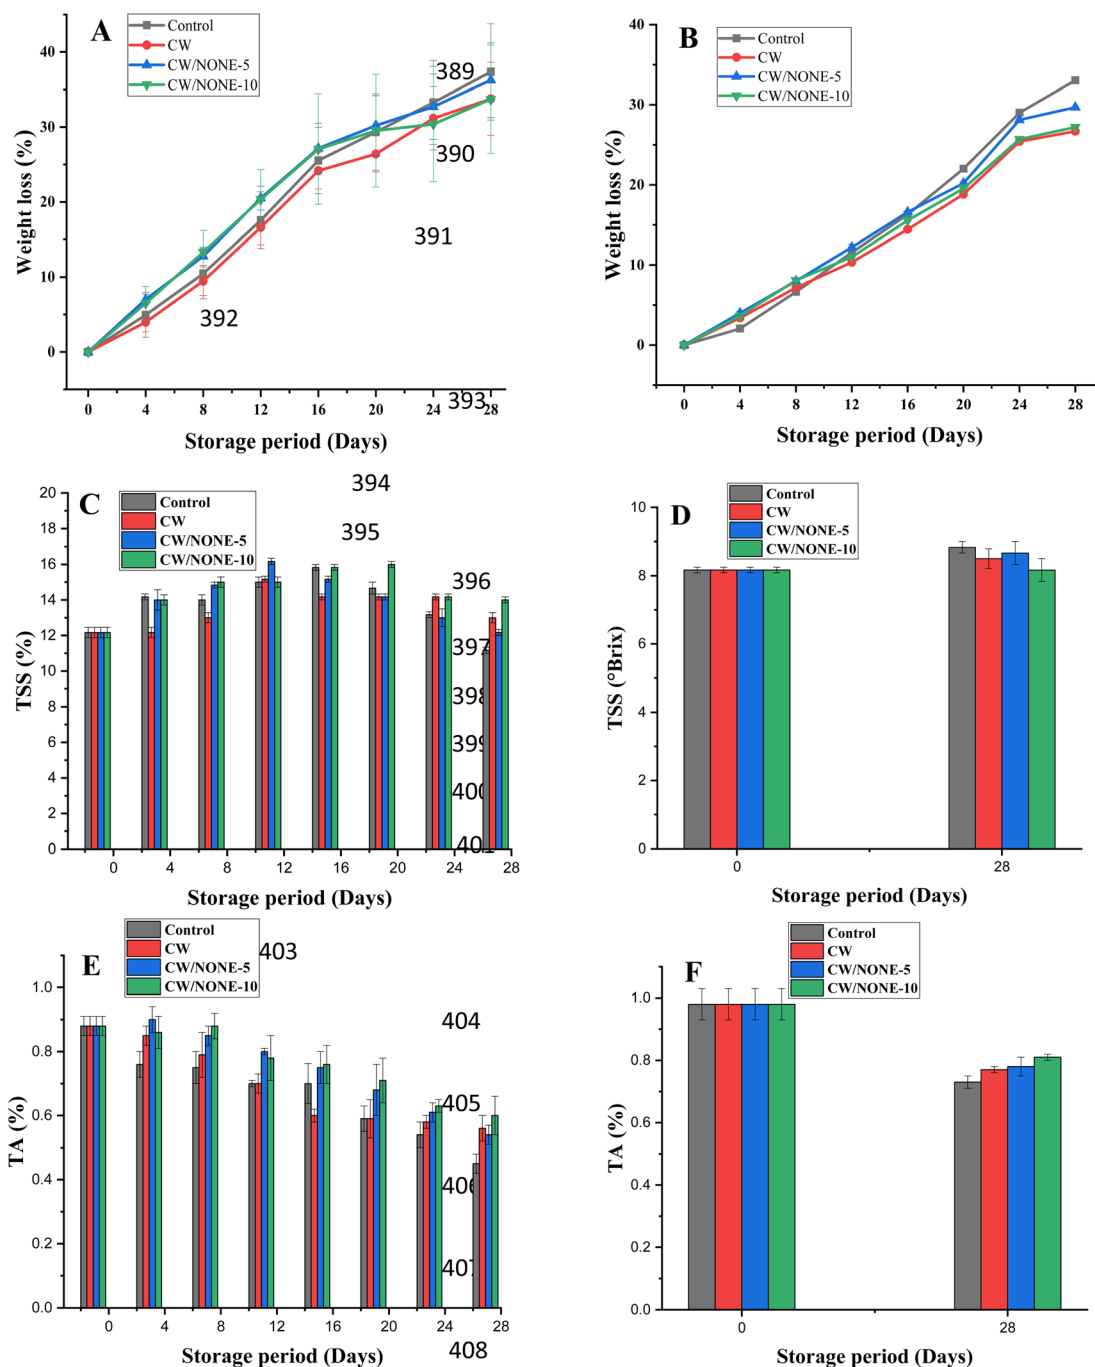 A
Control
CW
CW/NONE-5
CW/NONE-10
40
30
20
10
0
Weight loss (%)
0 4 8 12 16 20 24 28
Storage period (Days)
389
390
391
392
393
B
Control
CW
CW/NONE-5
CW/NONE-10
40
30
20
10
0
Weight loss (%)
0 4 8 12 16 20 24 28
Storage period (Days)
394
395
C
Control
CW
CW/NONE-5
CW/NONE-10
20
18
16
14
12
10
8
6
4
2
0
TSS (%)
0 4 8 12 16 20 24 28
Storage period (Days)
396
397
398
399
400
401
D
Control
CW
CW/NONE-5
CW/NONE-10
10
8
6
4
2
0
TSS (°Brix)
0 28
Storage period (Days)
E
Control
CW
CW/NONE-5
CW/NONE-10
403
1.0
0.8
0.6
0.4
0.2
0.0
TA (%)
0 4 8 12 16 20 24 28
Storage period (Days)
404
405
406
407
408
F
Control
CW
CW/NONE-5
CW/NONE-10
1.0
0.8
0.6
0.4
0.2
0.0
TA (%)
0 28
Storage period (Days)